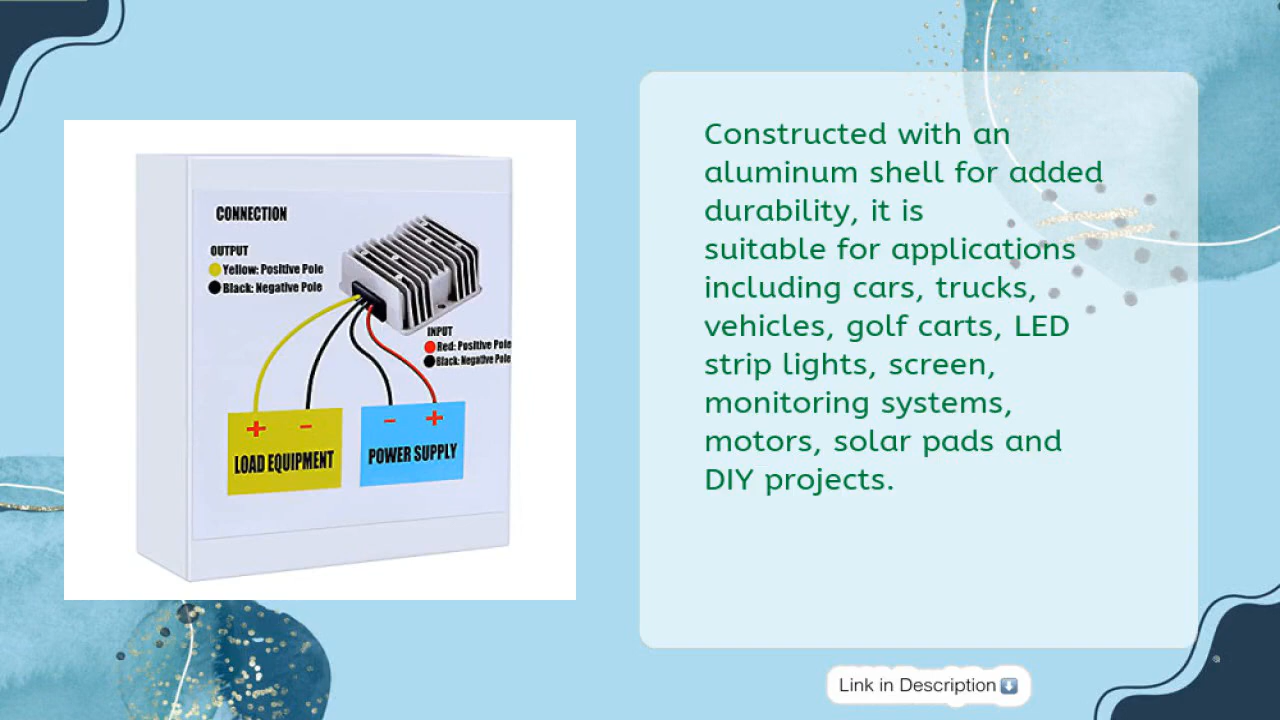 CONNECTION
OUTPUT
Yellow: Positive Pole
Black: Negative Pole
INPUT
Red: Positive Pole
Black: Negative Pole
+ - - +
LOAD EQUIPMENT
POWER SUPPLY
Constructed with an
aluminum shell for added
durability, it is
suitable for applications
including cars, trucks,
vehicles, golf carts, LED
strip lights, screen,
monitoring systems,
motors, solar pads and
DIY projects.
Link in Description⬇️